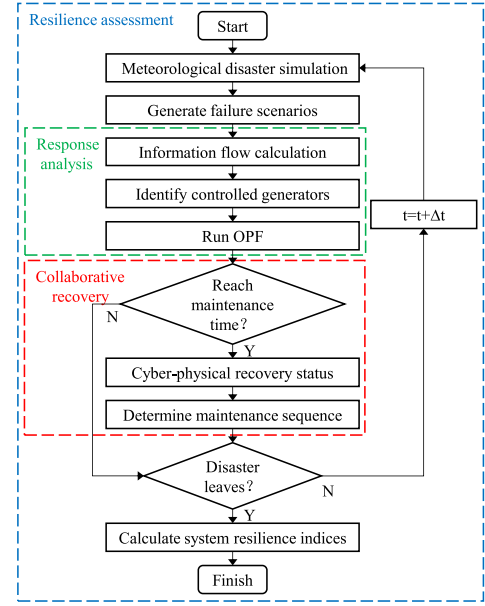 Resilience assessment
Start
Meteorological disaster simulation
Generate failure scenarios
Response
analysis
Information flow calculation
Identify controlled generators
t=t+Δt
Run OPF
Collaborative
recovery
Reach
maintenance
time?
N
Y
Cyber-physical recovery status
Determine maintenance sequence
Disaster
leaves?
N
Y
Calculate system resilience indices
Finish